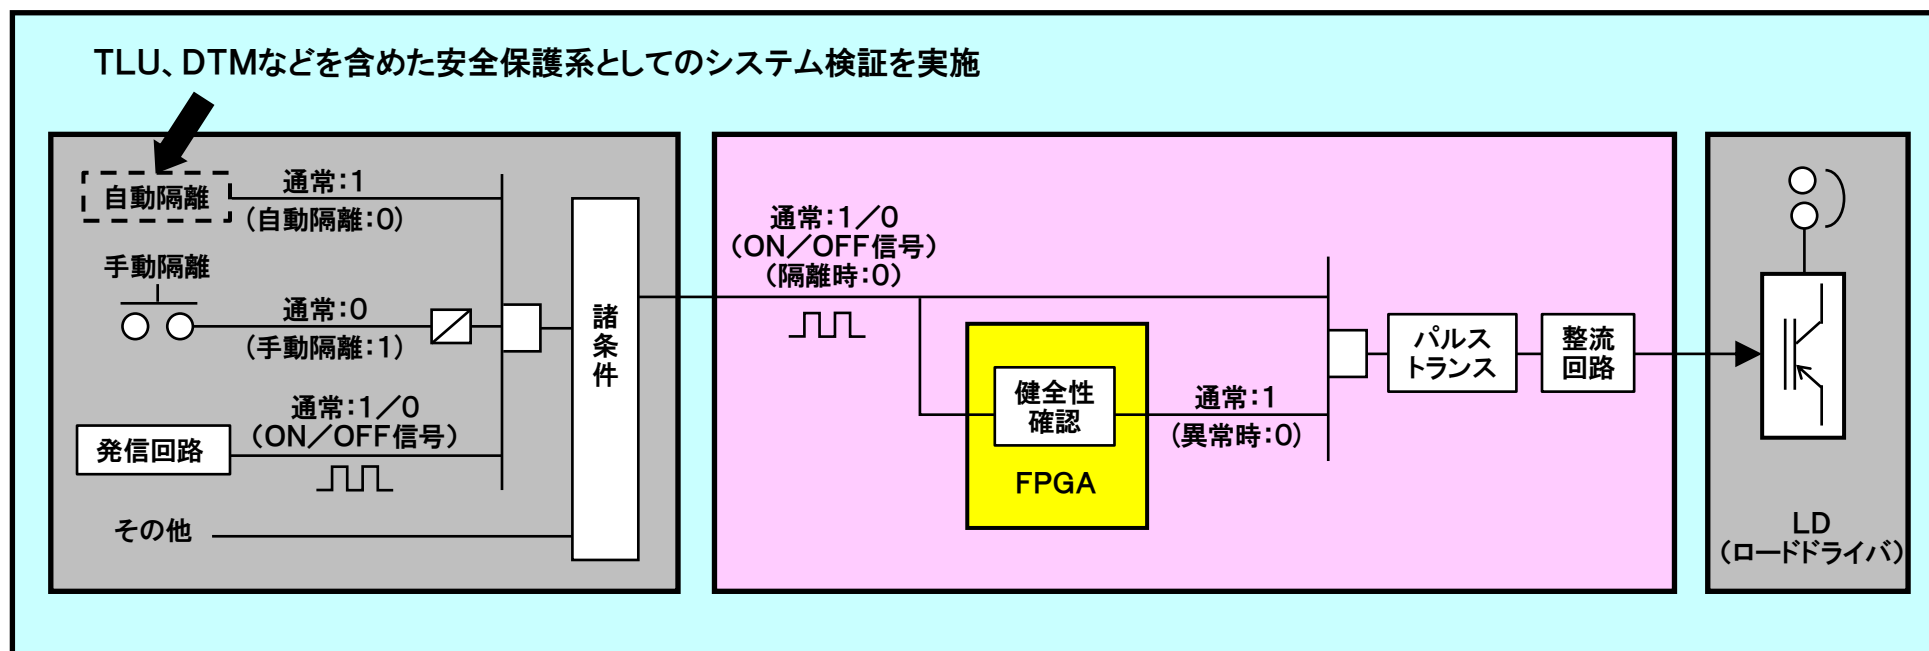 TLU、DTMなどを含めた安全保護系としてのシステム検証を実施
自動隔離
通常：1
（自動隔離：0）
手動隔離
通常：0
（手動隔離：1）
通常：1／0
（ON／OFF信号）
発信回路
その他
諸条件
通常：1／0
（ON／OFF信号）
（隔離時：0）
健全性
確認
FPGA
通常：1
（異常時：0）
パルス
トランス
整流
回路
LD
（ロードドライバ）